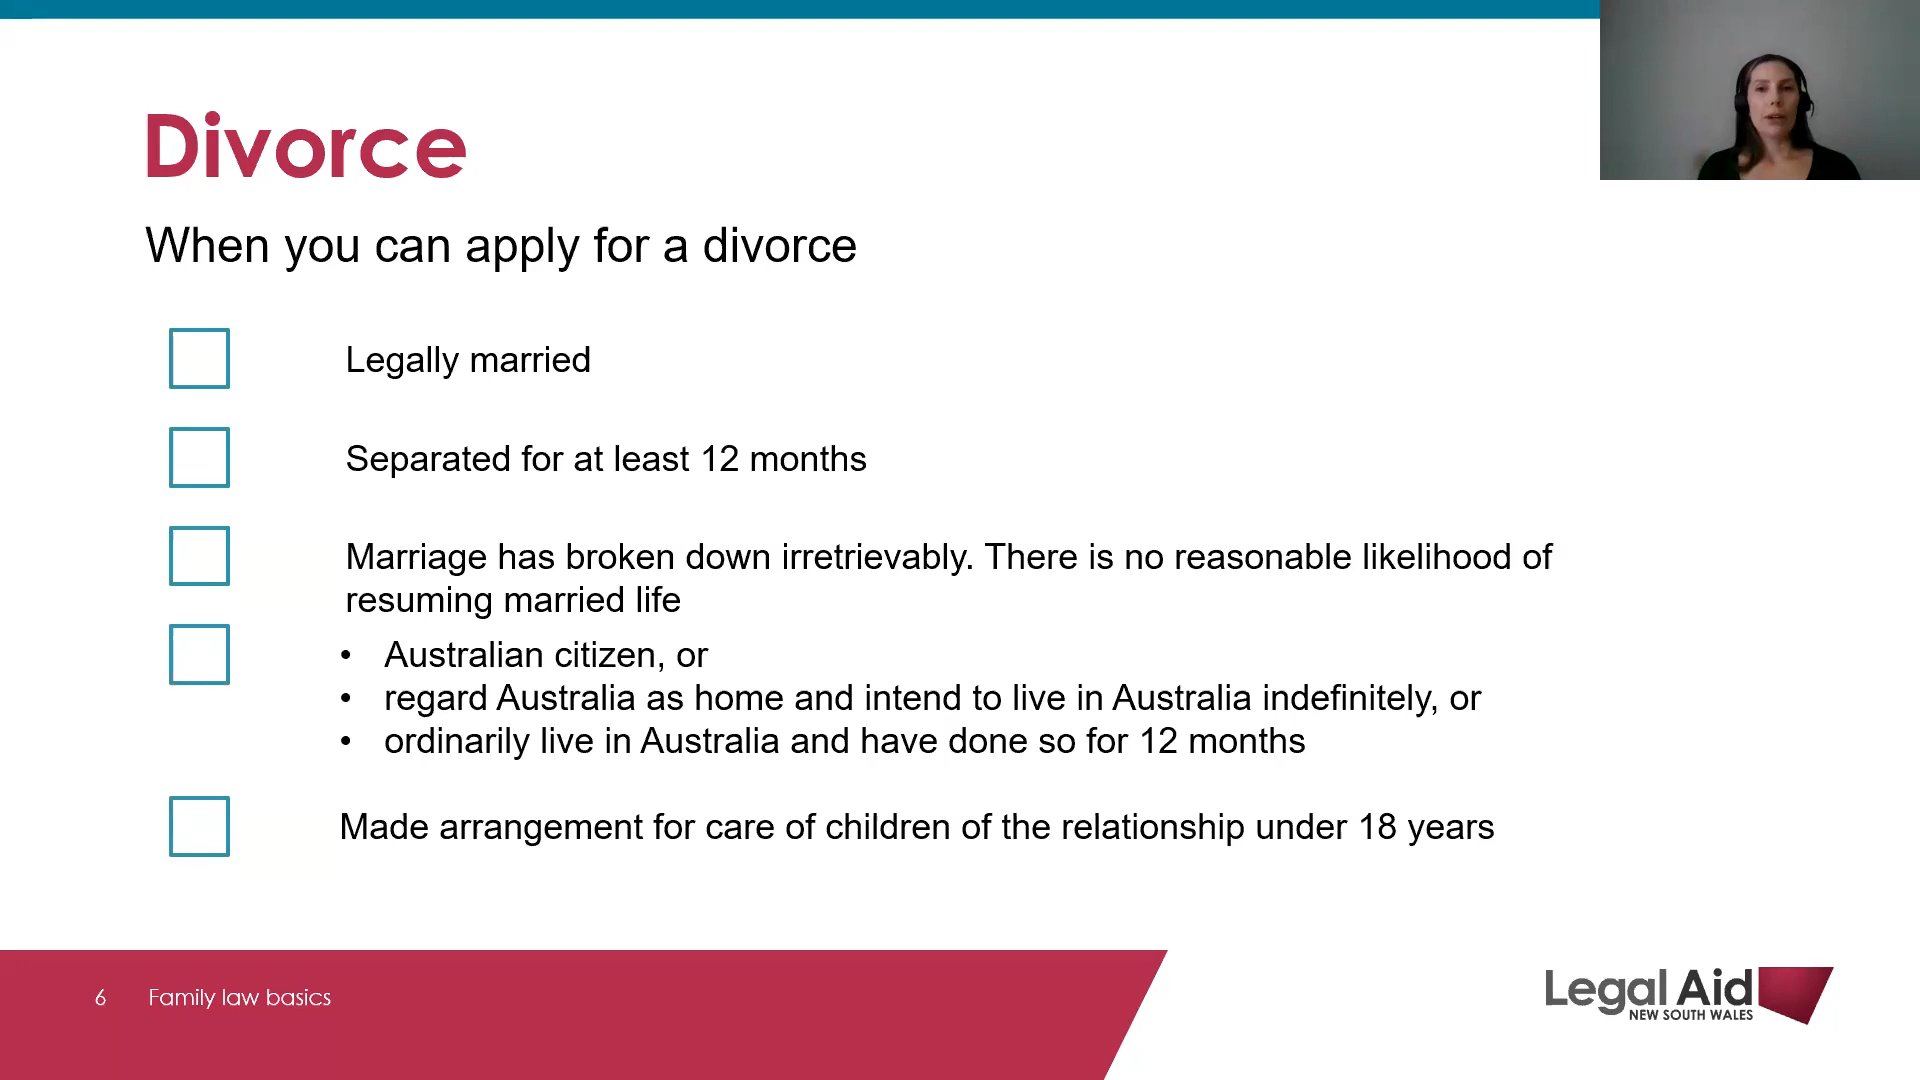 Divorce
When you can apply for a divorce
Legally married
Separated for at least 12 months
Marriage has broken down irretrievably. There is no reasonable likelihood of
resuming married life
• Australian citizen, or
• regard Australia as home and intend to live in Australia indefinitely, or
• ordinarily live in Australia and have done so for 12 months
Made arrangement for care of children of the relationship under 18 years
6 Family law basics
Legal Aid
NEW SOUTH WALES